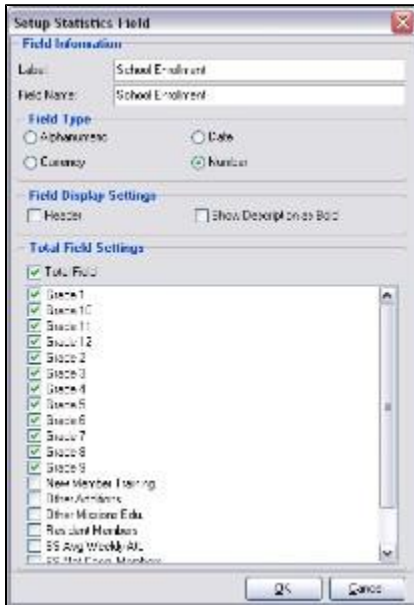 Setup Statistics Field
Field Information
Label: School Enrollment
Field Name: School Enrollment
Field Type
Alphanumeric Date
Currency Number
Field Display Settings
Header Show Description as Bold
Total Field Settings
Total Field
Grade 1
Grade 10
Grade 11
Grade 12
Grade 2
Grade 3
Grade 4
Grade 5
Grade 6
Grade 7
Grade 8
Grade 9
New Member Training
Other Additions
Other Missions Edu.
Resident Members
SS Avg Weekly Att.
SS Members
OK Cancel